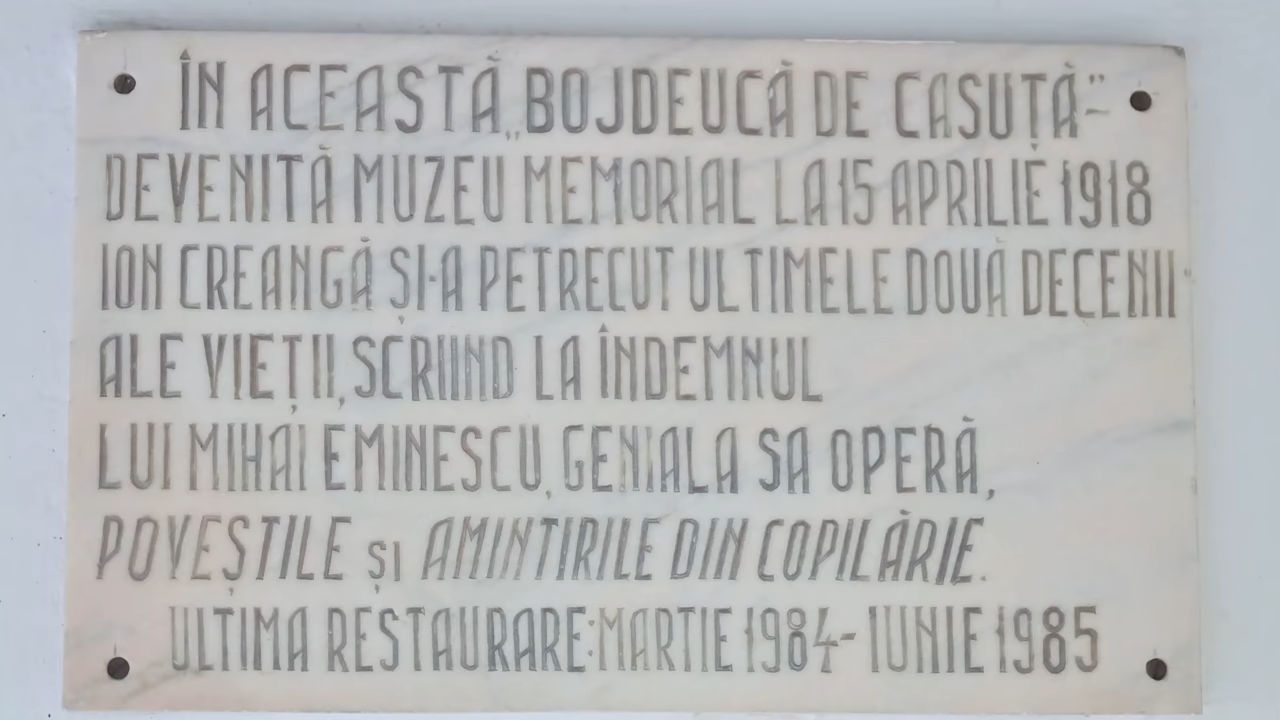 ÎN ACEASTĂ „BOJDEUCĂ DE CASUȚĂ”-
DEVENITĂ MUZEU MEMORIAL LA 15 APRILIE 1918
ION CREANGĂ ȘI-A PETRECUT ULTIMELE DOUĂ DECENII
ALE VIEȚII, SCRIIND LA ÎNDEMNUL
LUI MIHAI EMINESCU, GENIALA SA OPERĂ,
POVEȘTILE ȘI AMINTIRILE DIN COPILĂRIE.
ULTIMA RESTAURARE: MARTIE 1984- IUNIE 1985